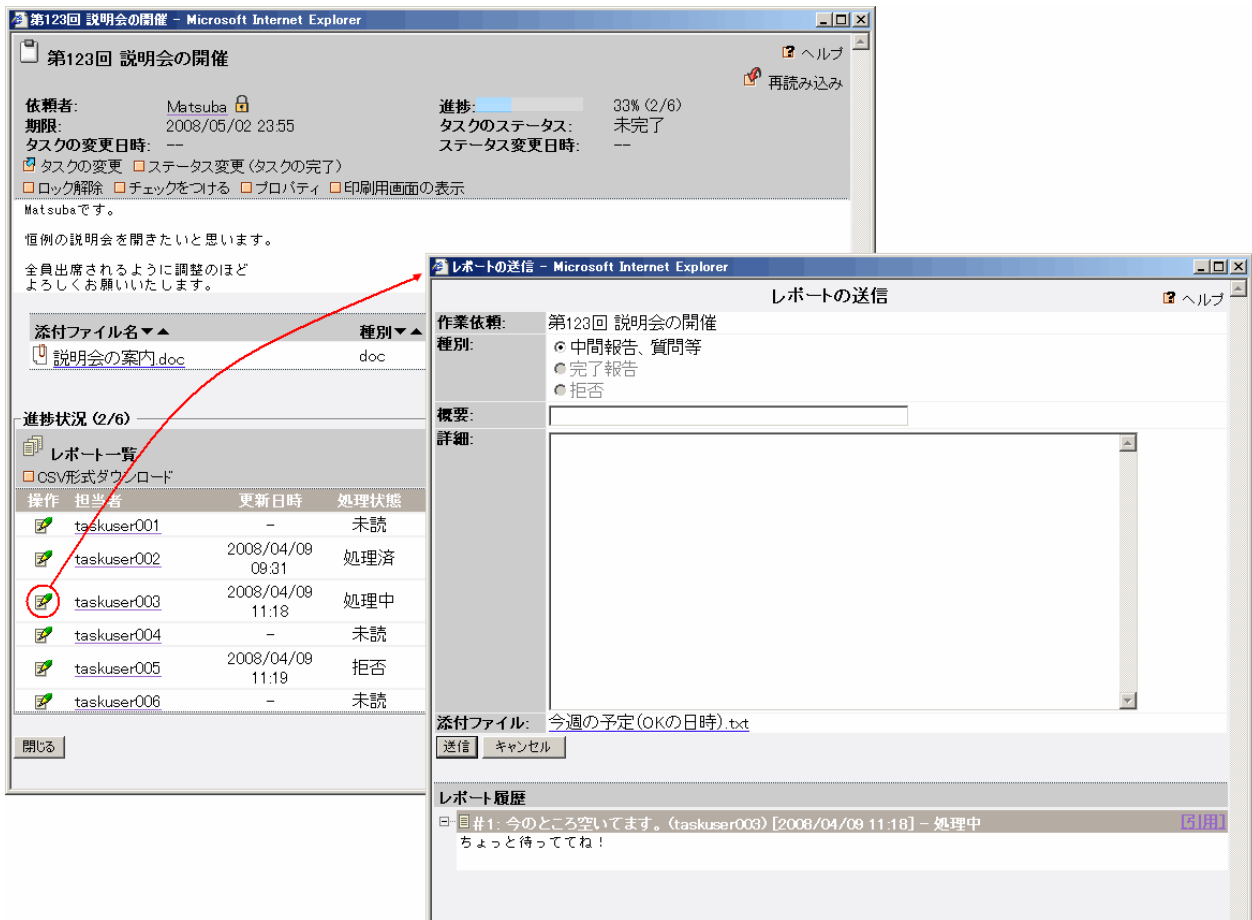 第123回 説明会の開催 - Microsoft Internet Explorer
第123回 説明会の開催
ヘルプ
再読み込み
依頼者: Matsuba 進捗: 33% (2/6)
期限: 2008/05/02 23:55 タスクのステータス: 未完了
タスクの変更日時: -- ステータス変更日時: --
タスクの変更 ステータス変更(タスクの完了)
ロック解除 チェックをつける プロパティ 印刷用画面の表示
Matsubaです。
恒例の説明会を開きたいと思います。
全員出席されるように調整のほど
よろしくお願いいたします。
添付ファイル名▼▲ 種別▼▲
説明会の案内.doc doc
進捗状況 (2/6)
レポート一覧
CSV形式ダウンロード
操作 担当者 更新日時 処理状態
taskuser001 - 未読
taskuser002 2008/04/09 09:31 処理済
taskuser003 2008/04/09 11:18 処理中
taskuser004 - 未読
taskuser005 2008/04/09 11:19 拒否
taskuser006 - 未読
閉じる
レポートの送信 - Microsoft Internet Explorer
レポートの送信
ヘルプ
作業依頼: 第123回 説明会の開催
種別: 中間報告、質問等
完了報告
拒否
概要:
詳細:
添付ファイル: 今週の予定(OKの日時).txt
送信 キャンセル
レポート履歴
#1: 今のところ空いてます。(taskuser003) [2008/04/09 11:18] - 処理中 [引用]
ちょっと待っててね!